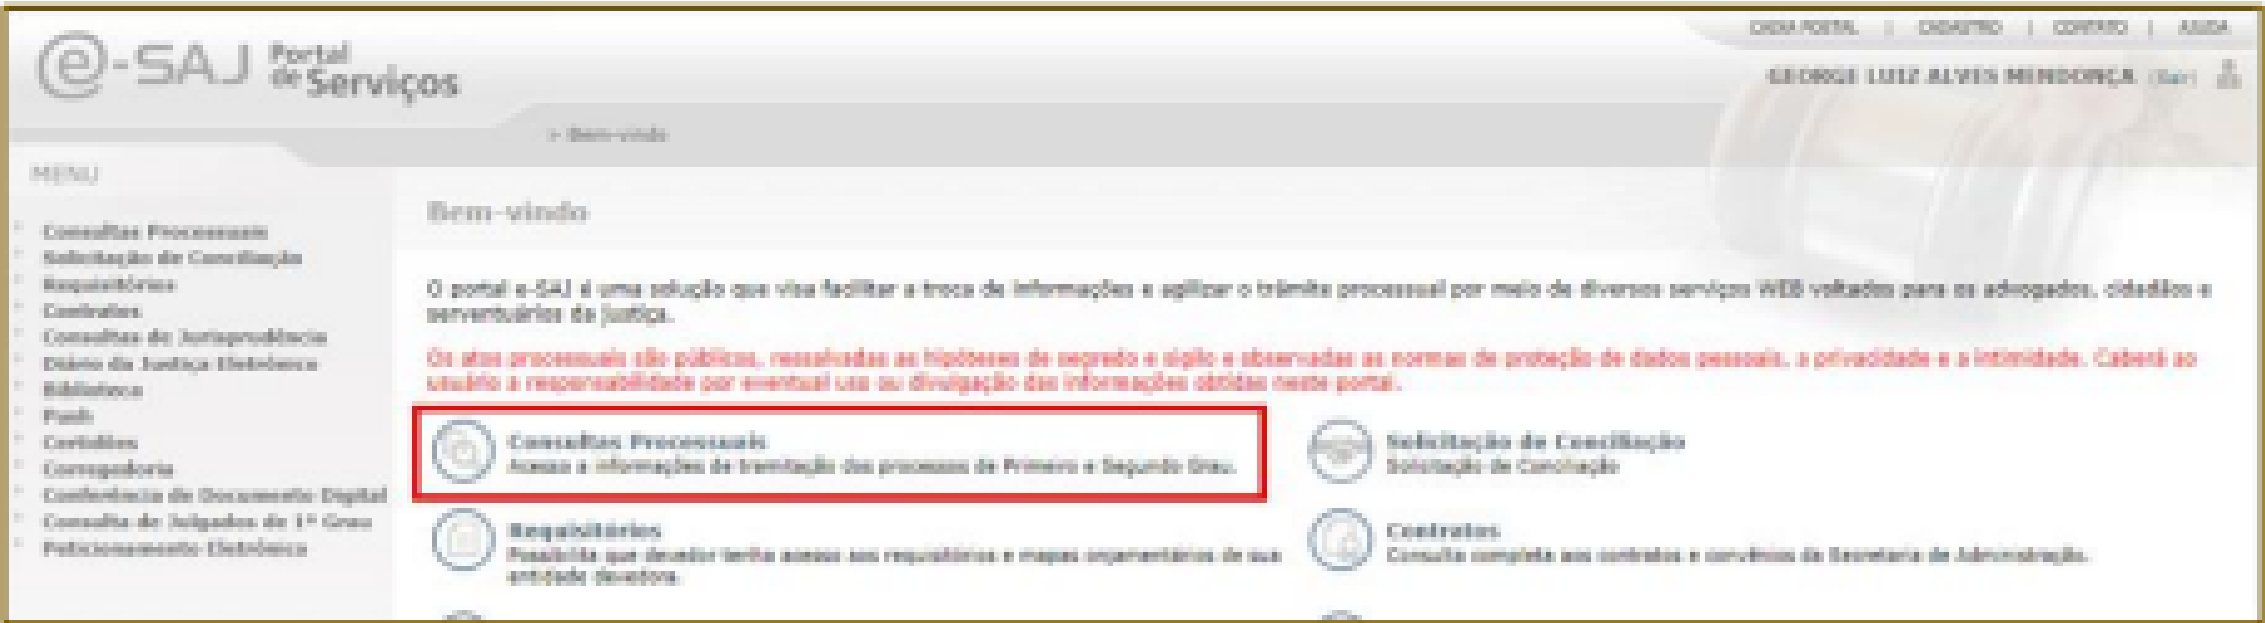 CAIXA POSTAL | CADASTRO | CONTATO | AJUDA
e-SAJ Portal de Serviços
GEORGE LUIZ ALVES MENDONÇA (Sair)
> Bem-vindo
MENU
Consultas Processuais
Solicitação de Conciliação
Requisitórios
Contratos
Consultas de Jurisprudência
Diário da Justiça Eletrônico
Biblioteca
Push
Certidões
Corregedoria
Conferência de Documento Digital
Consulta de Julgados de 1º Grau
Peticionamento Eletrônico
Bem-vindo
O portal e-SAJ é uma solução que visa facilitar a troca de informações e agilizar o trâmite processual por meio de diversos serviços WEB voltados para os advogados, cidadãos e
serventuários da justiça.
Os atos processuais são públicos, ressalvadas as hipóteses de segredo e sigilo e observadas as normas de proteção de dados pessoais, a privacidade e a intimidade. Caberá ao
usuário a responsabilidade por eventual uso ou divulgação das informações obtidas neste portal.
Consultas Processuais
Acesso a informações de tramitação dos processos de Primeiro e Segundo Grau.
Solicitação de Conciliação
Solicitação de Conciliação
Requisitórios
Possibilita que devedor tenha acesso aos requisitórios e mapas orçamentários de sua
entidade devedora.
Contratos
Consulta completa aos contratos e convênios da Secretaria de Administração.